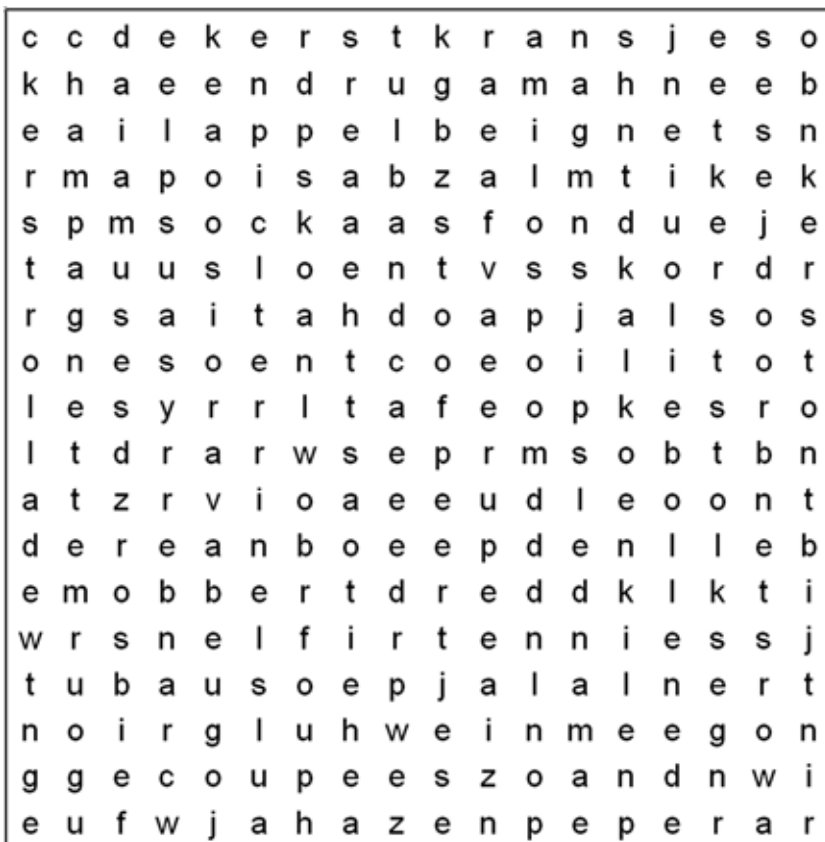 c c d e k e r s t k r a n s j e s o
k h a e e n d r u g a m a h n e e b
e a i l a p p e l b e i g n e t s n
r m a p o i s a b z a l m t i k e k
s p m s o c k a a s f o n d u e j e
t a u u s l o e n t v s s k o r d r
r g s a i t a h d o a p j a l s o s
o n e s o e n t c o e o i l i t o t
l e s y r r l t a f e o p k e s r o
l t d r a r w s e p r m s o b t b n
a t z r v i o a e e u d l e o o n t
d e r e a n b o e e p d e n l l e b
e m o b b e r t d r e d d k l k t i
w r s n e l f i r t e n n i e s s j
t u b a u s o e p j a l a l n e r t
n o i r g l u h w e i n m e e g o n
g g e c o u p e e s z o a n d n w i
e u f w j a h a z e n p e p e r a r